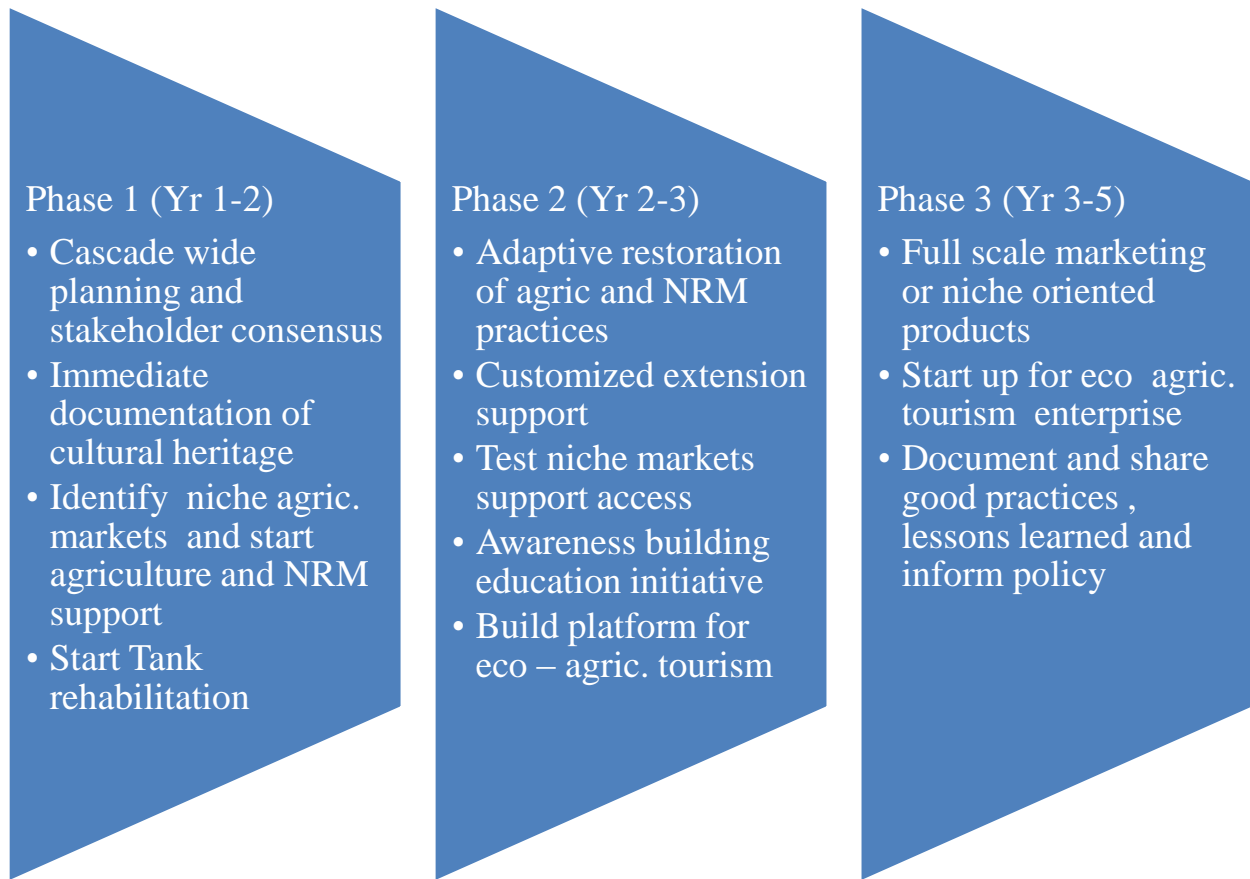 Phase 1 (Yr 1-2)
• Cascade wide
planning and
stakeholder consensus
• Immediate
documentation of
cultural heritage
• Identify niche agric.
markets and start
agriculture and NRM
support
• Start Tank
rehabilitation
Phase 2 (Yr 2-3)
• Adaptive restoration
of agric and NRM
practices
• Customized extension
support
• Test niche markets
support access
• Awareness building
education initiative
• Build platform for
eco – agric. tourism
Phase 3 (Yr 3-5)
• Full scale marketing
or niche oriented
products
• Start up for eco agric.
tourism enterprise
• Document and share
good practices ,
lessons learned and
inform policy